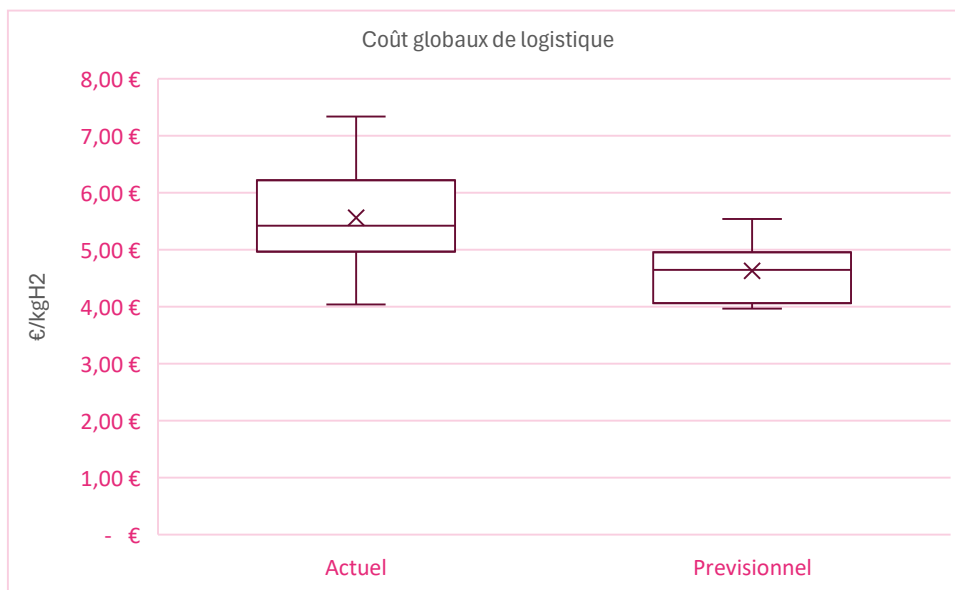 Coût globaux de logistique
8,00 €
7,00 €
6,00 €
5,00 €
4,00 €
3,00 €
2,00 €
1,00 €
- €
€/kgH2
Actuel
Previsionnel